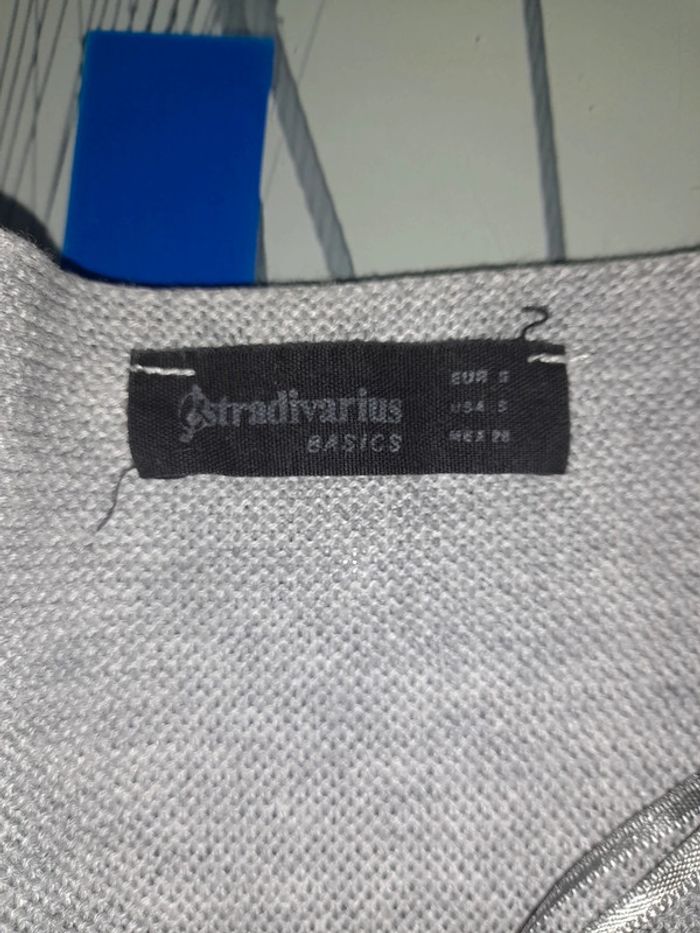 stradivarius
BASICS
EUR S
USA S
MEX 26